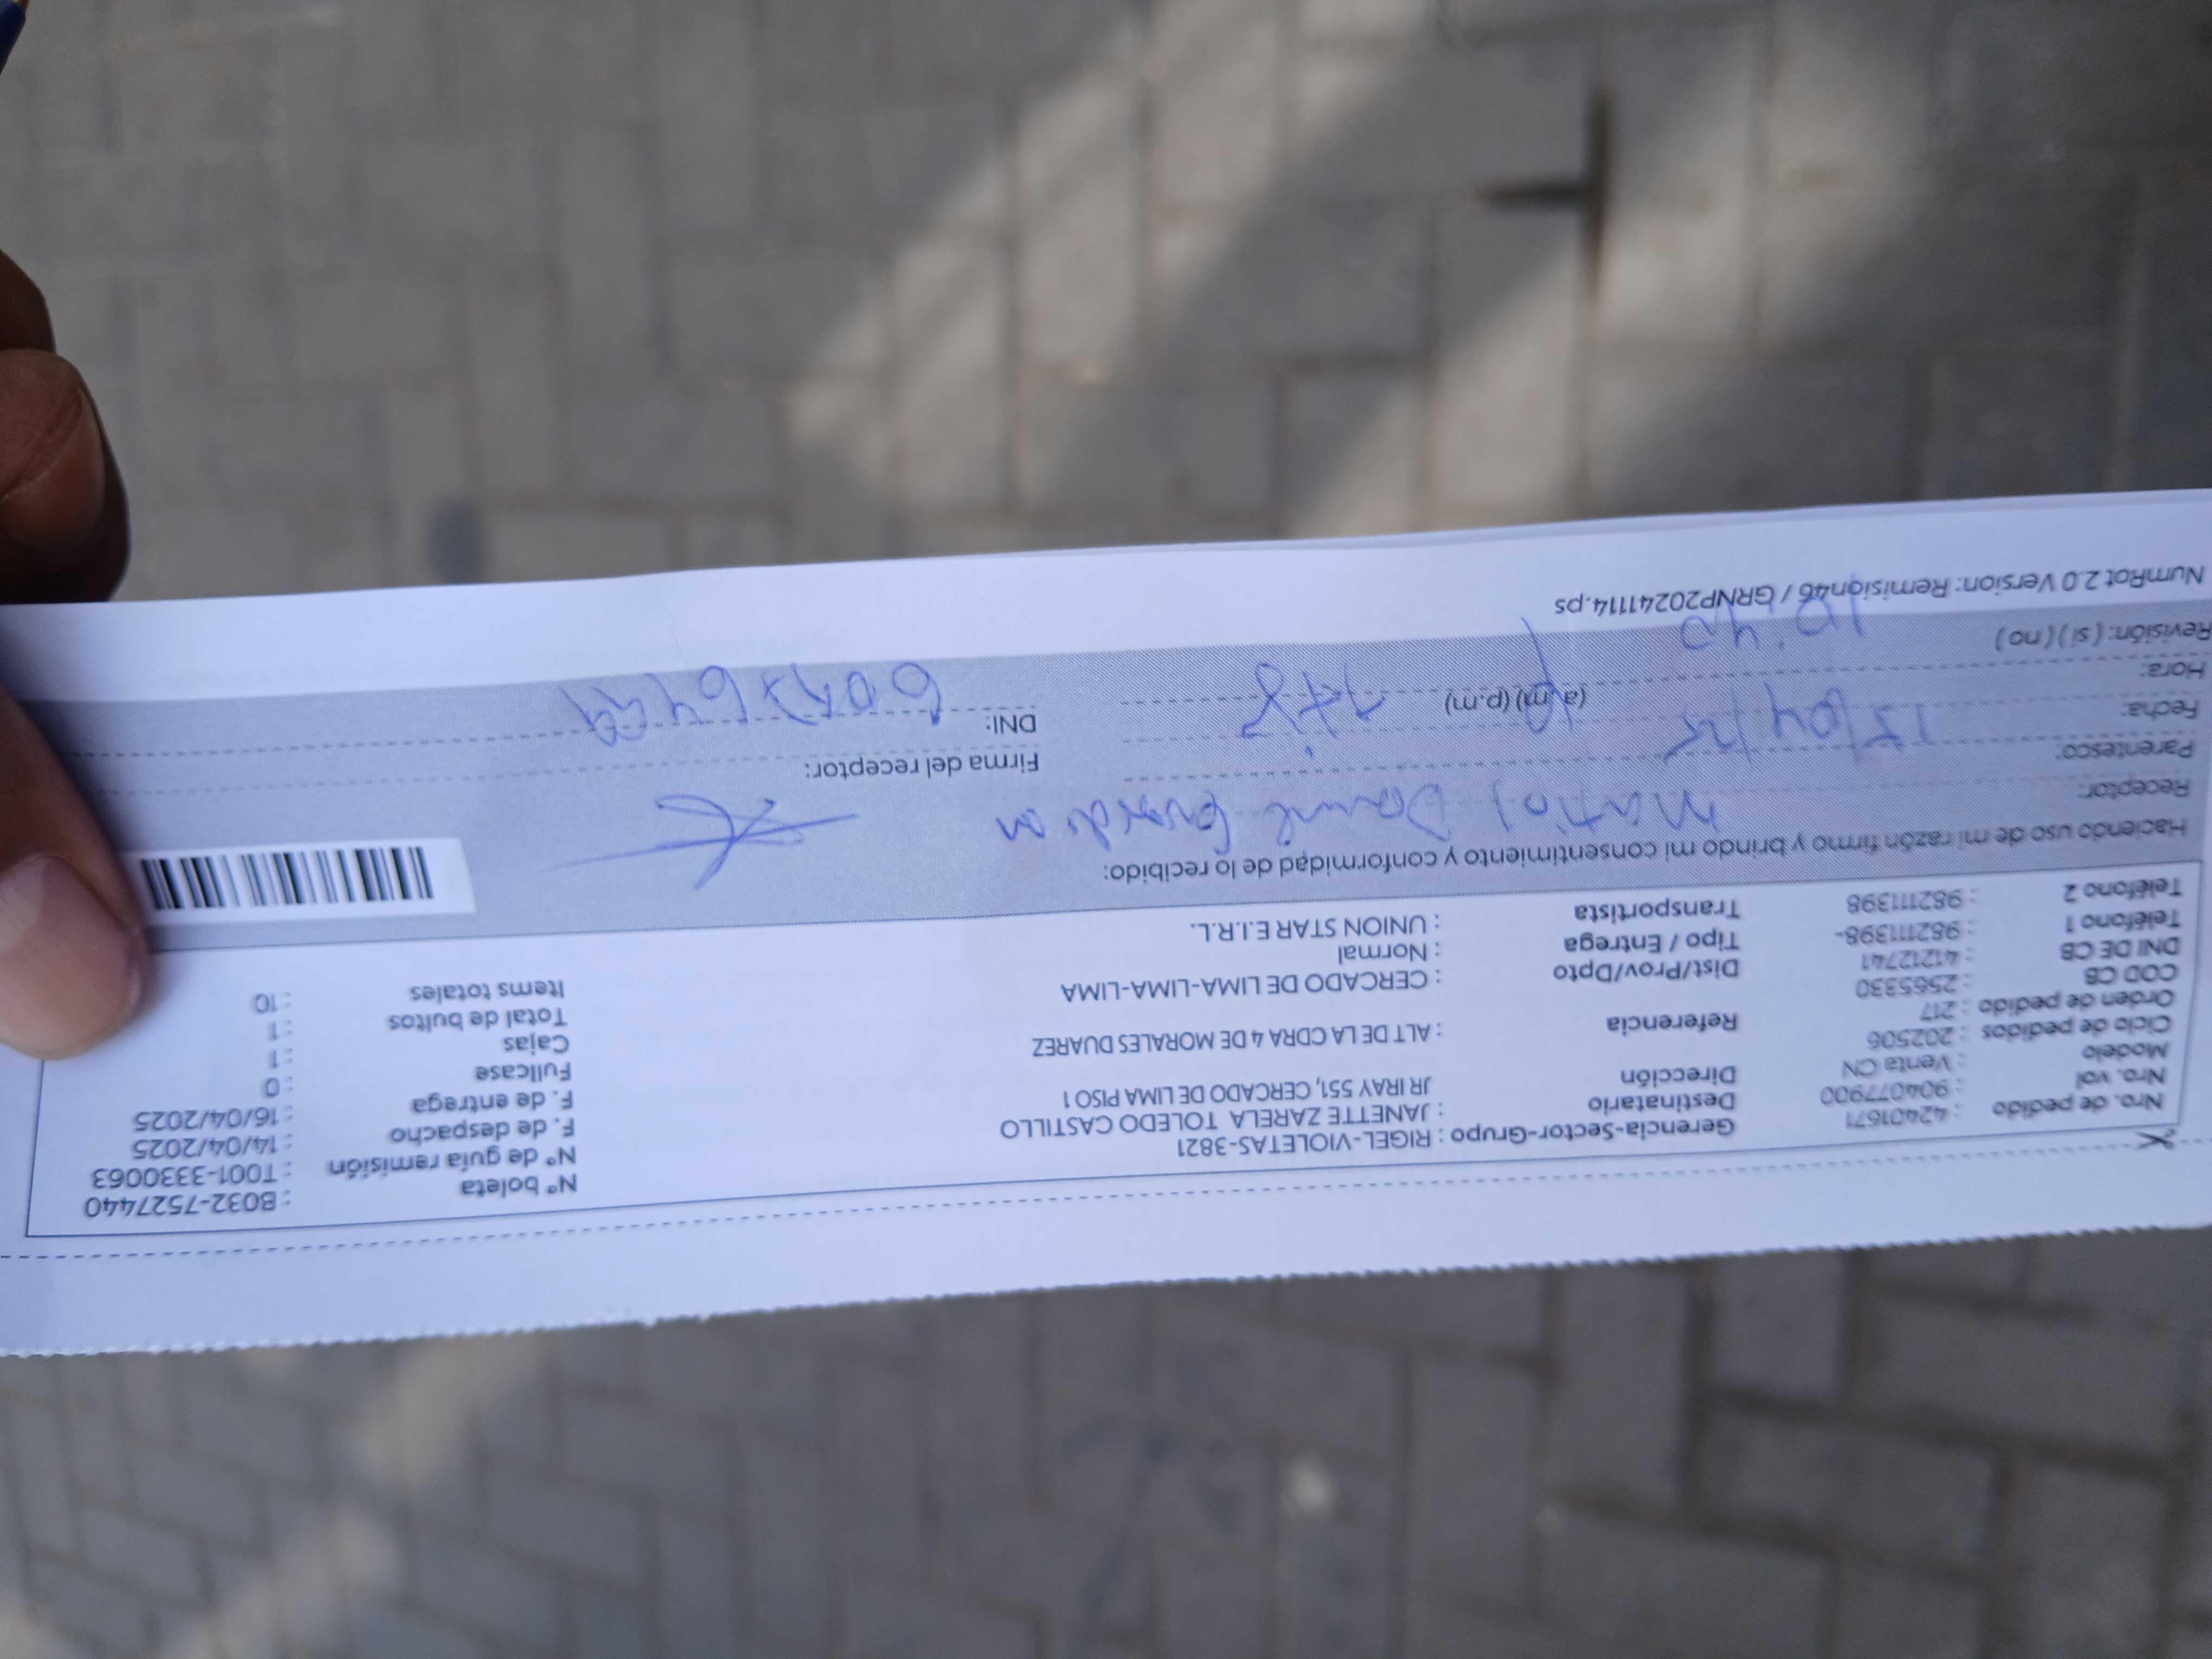 Nro. de pedido : 42401671
Nro. vol : 904077900
Modelo : Venta CN
Ciclo de pedidos : 202506
Orden de pedido : 217
COD CB : 2565330
DNI DE CB : 41212741
Teléfono 1 : 982111398-
Teléfono 2 : 982111398
Gerencia-Sector-Grupo : RIGEL-VIOLETAS-3821
Destinatario : JANETTE ZARELA TOLEDO CASTILLO
Dirección JR IRAY 551, CERCADO DE LIMA PISO 1
Referencia : ALT DE LA CDRA 4 DE MORALES DUAREZ
Dist/Prov/Dpto : CERCADO DE LIMA-LIMA-LIMA
Tipo / Entrega : Normal
Transportista : UNION STAR E.I.R.L.
N° boleta : B032-7527440
N° de guía remisión : T001-3330063
F. de despacho : 14/04/2025
F. de entrega : 16/04/2025
Fullcase : 0
Cajas : 1
Total de bultos : 1
Items totales : 10
Haciendo uso de mi razón firmo y brindo mi consentimiento y conformidad de lo recibido:
Receptor:
Parentesco:
Fecha: 15/04/25
Hora: 10:40 (a.m) (p.m)
Revisión: ( si ) ( no )
Firma del receptor:
DNI:
NumRot 2.0 Version: Remision46 / GRNP20241114.ps